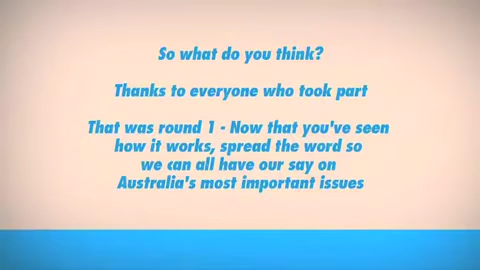 So what do you think?
Thanks to everyone who took part
That was round 1 - Now that you've seen
how it works, spread the word so
we can all have our say on
Australia's most important issues